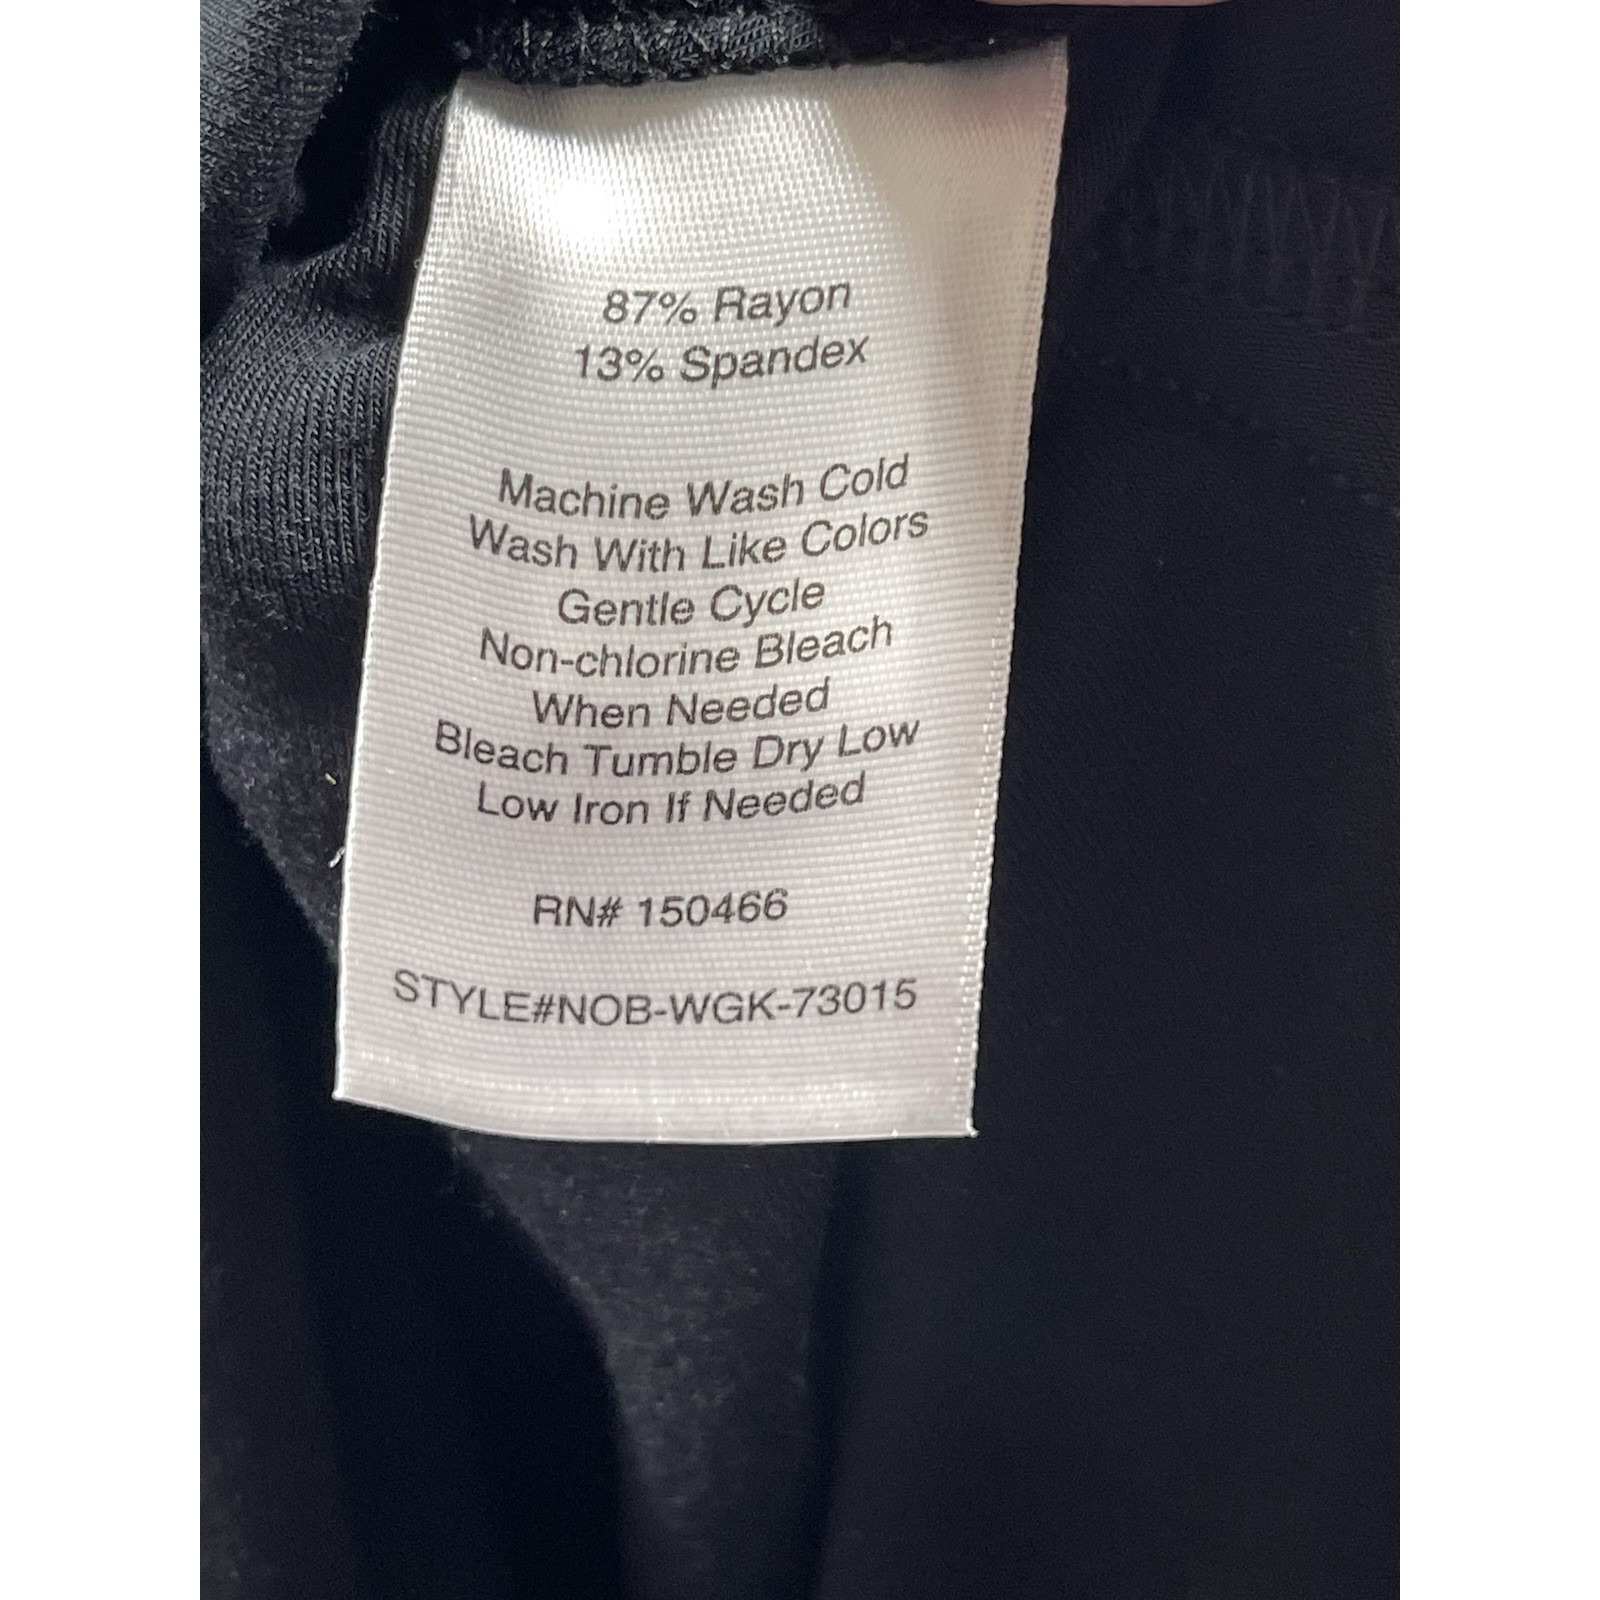 87% Rayon
13% Spandex
Machine Wash Cold
Wash With Like Colors
Gentle Cycle
Non-chlorine Bleach
When Needed
Bleach Tumble Dry Low
Low Iron If Needed
RN# 150466
STYLE#NOB-WGK-73015